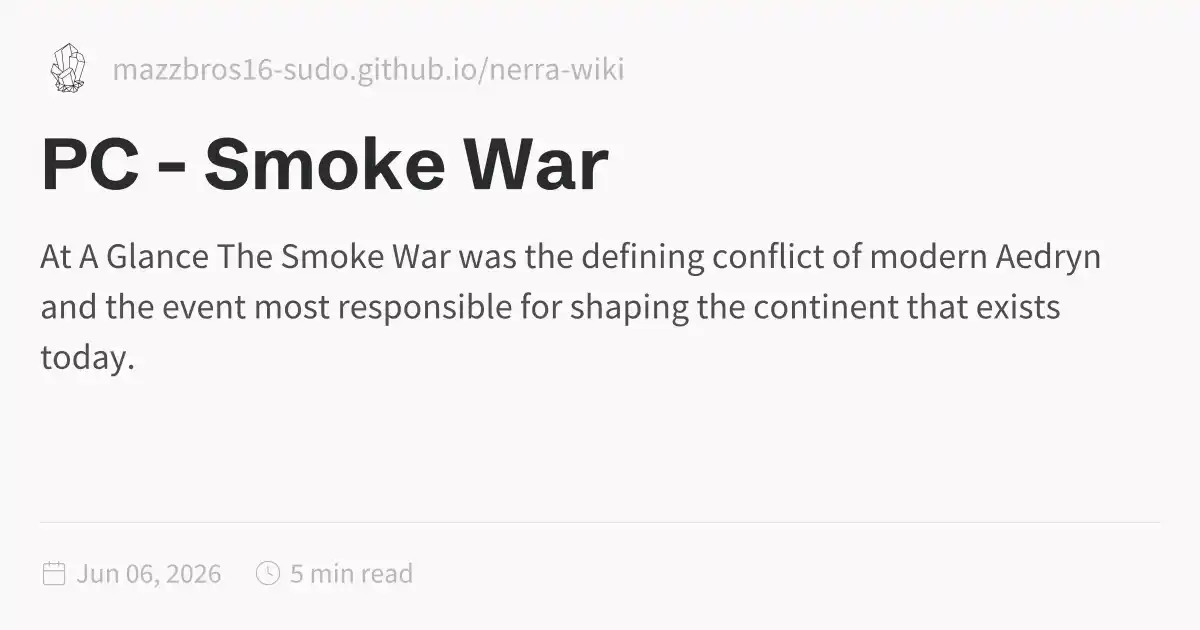 mazzbros16-sudo.github.io/nerra-wiki
PC - Smoke War
At A Glance The Smoke War was the defining conflict of modern Aedryn
and the event most responsible for shaping the continent that exists
today.
Jun 06, 2026 5 min read